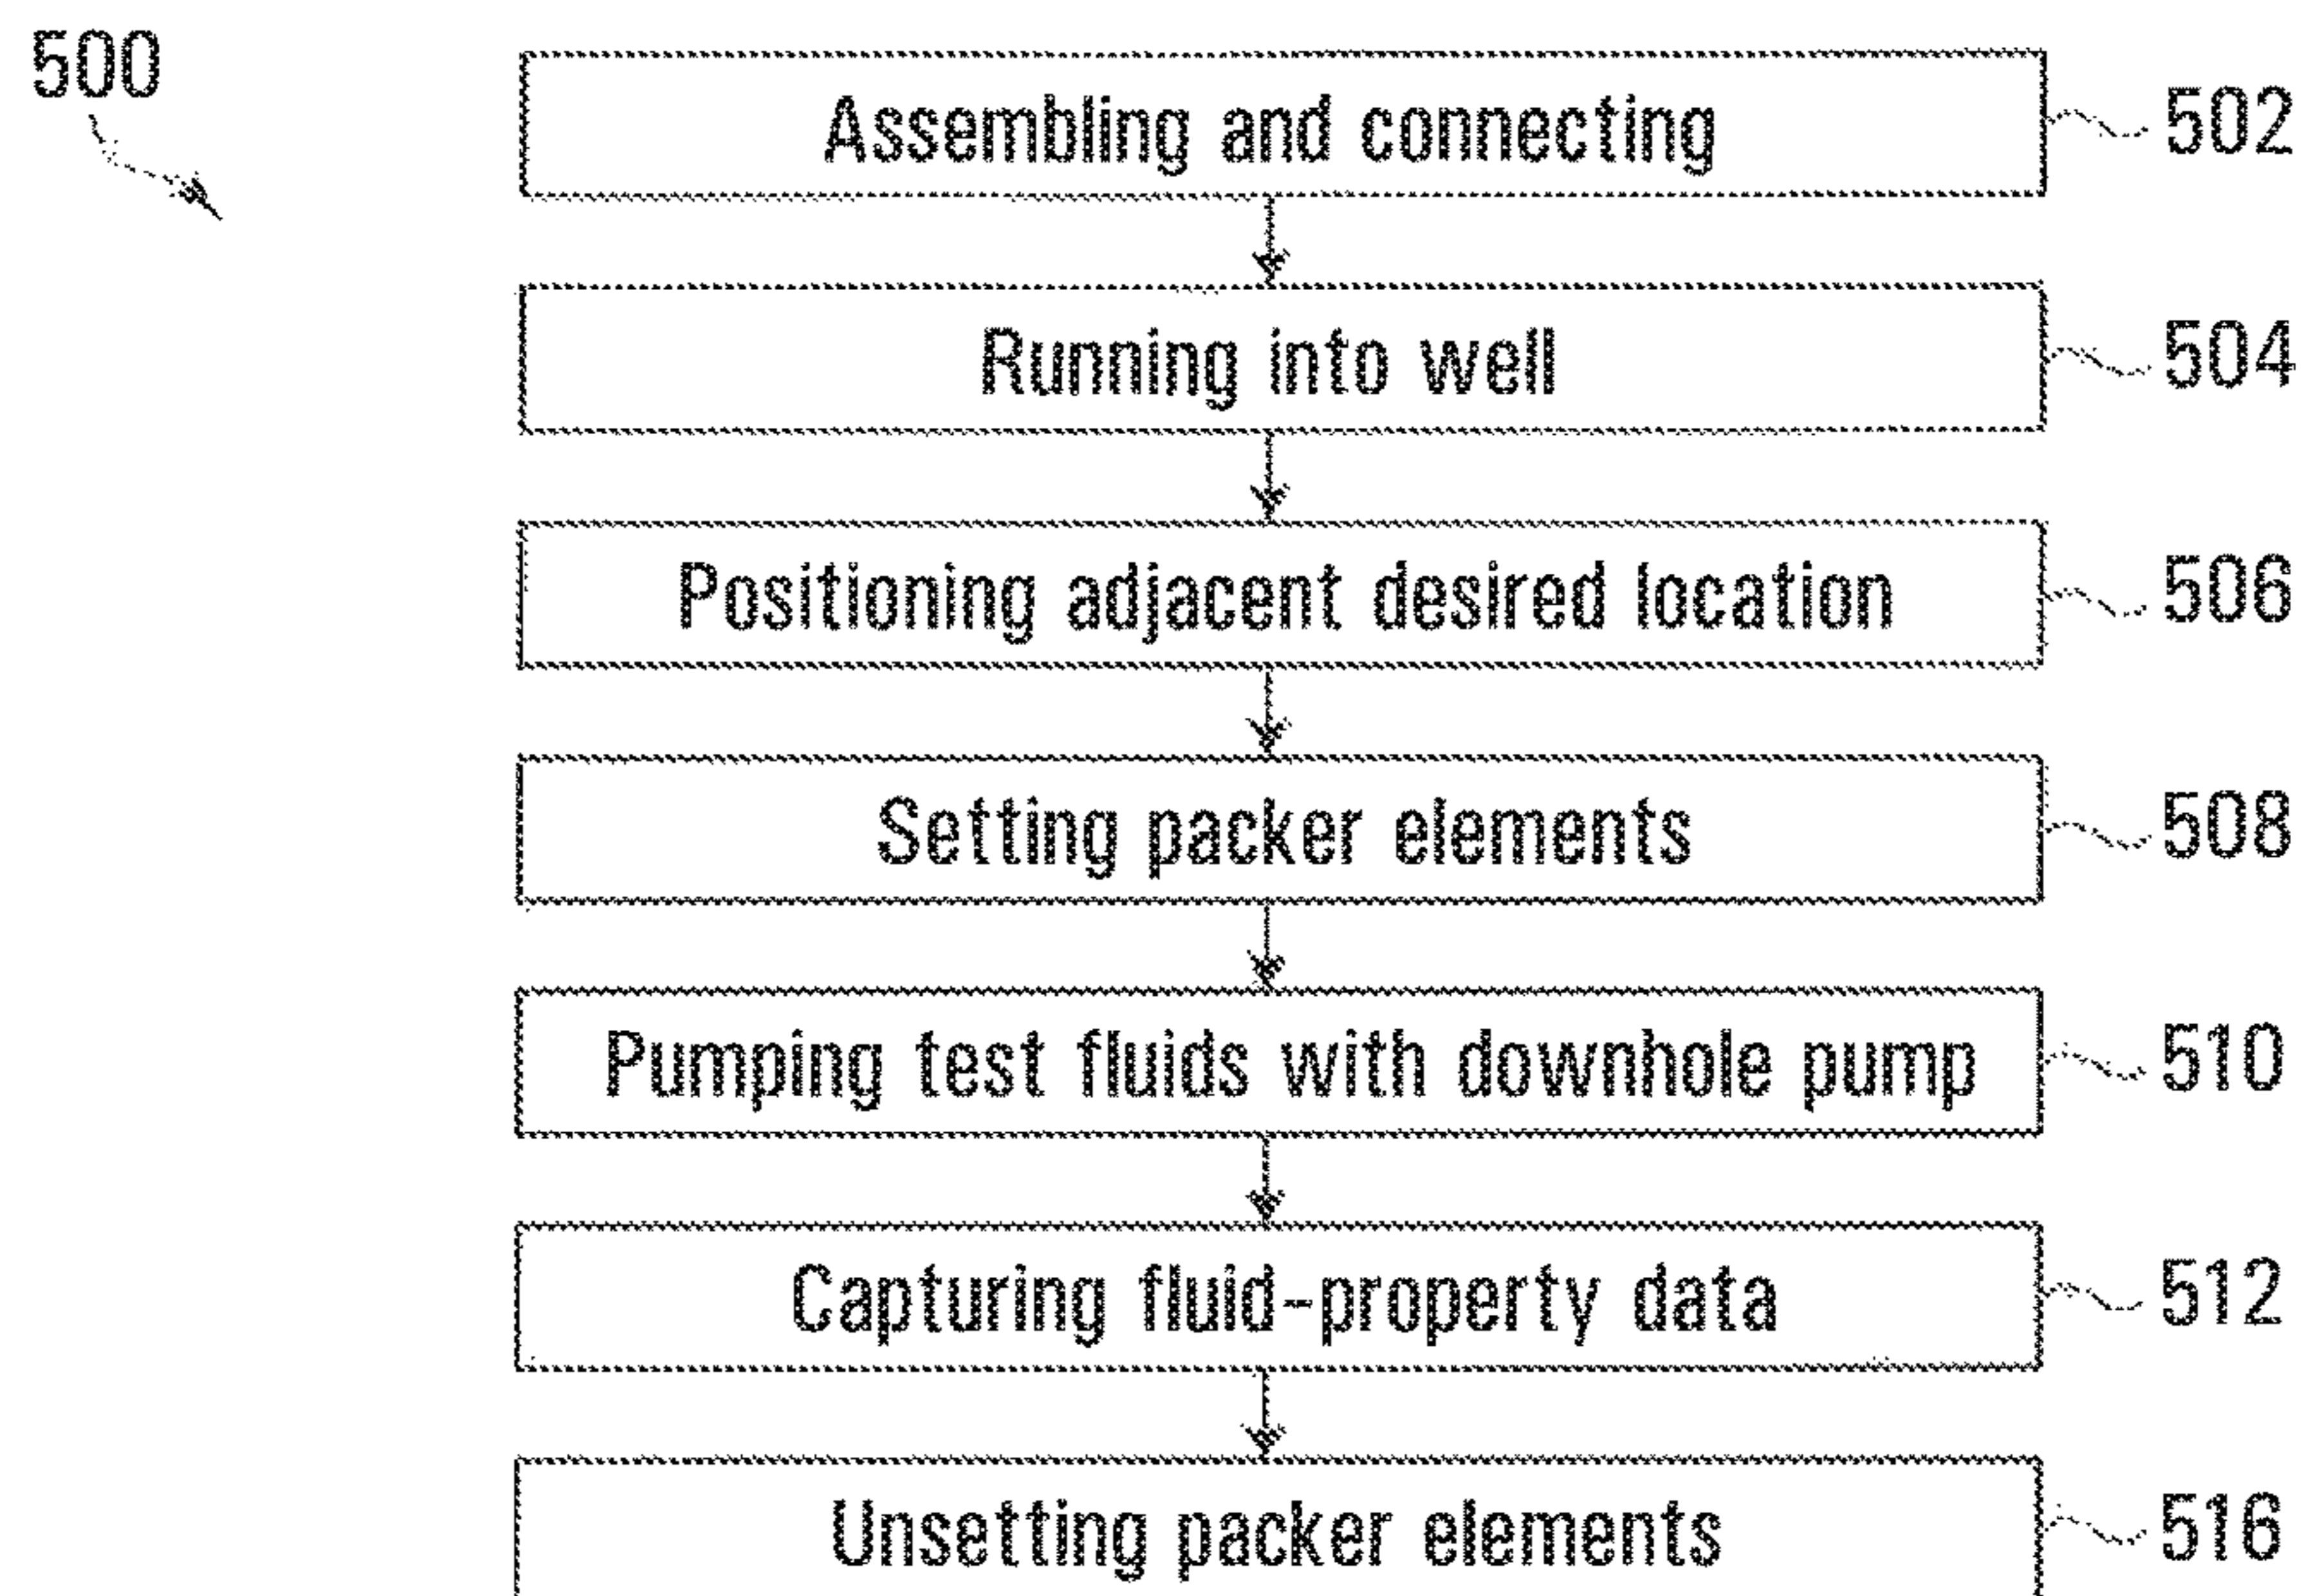 500
Assembling and connecting 502
Running into well 504
Positioning adjacent desired location 506
Setting packer elements 508
Pumping test fluids with downhole pump 510
Capturing fluid-property data 512
Unsetting packer elements 516